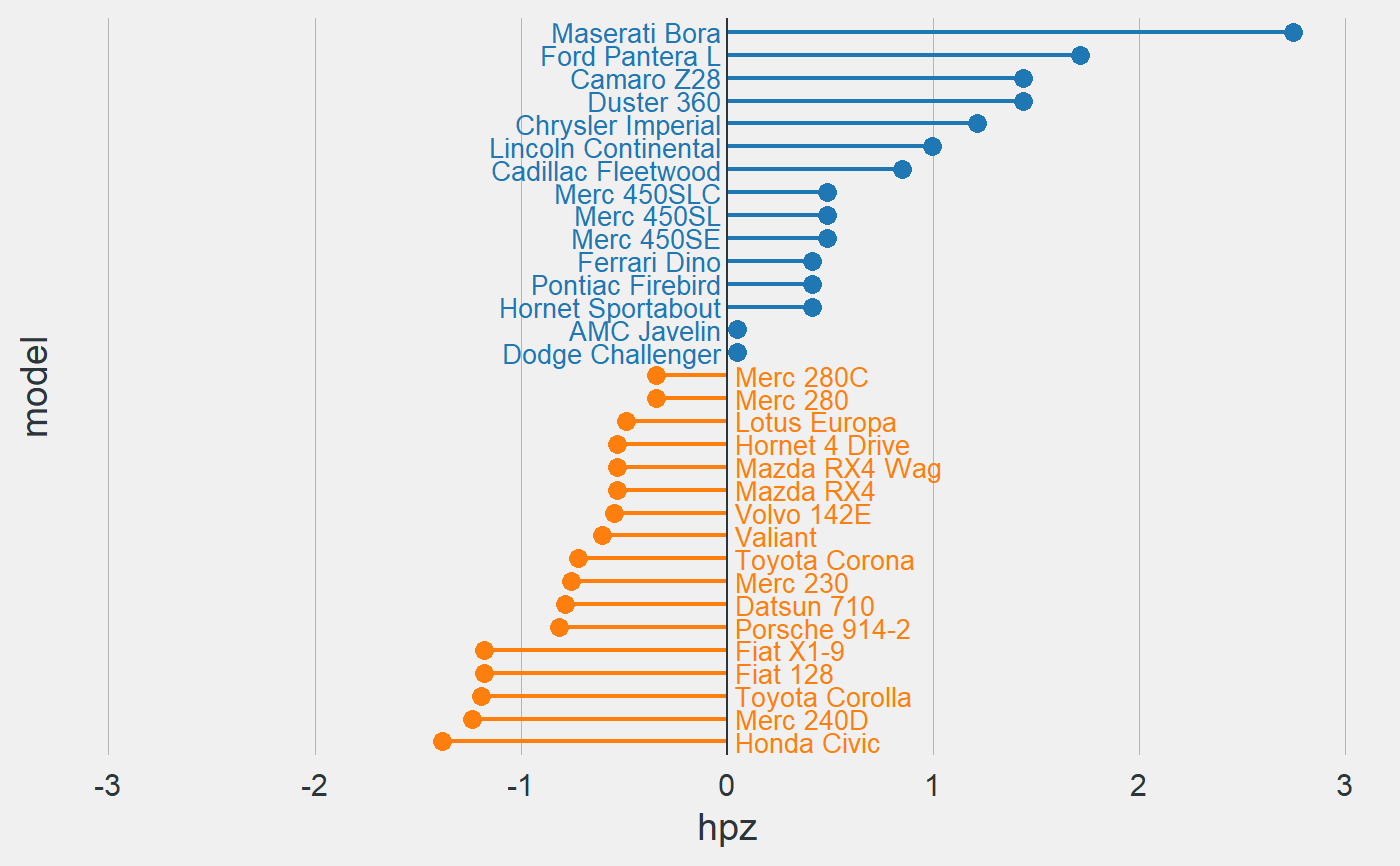 Maserati Bora
Ford Pantera L
Camaro Z28
Duster 360
Chrysler Imperial
Lincoln Continental
Cadillac Fleetwood
Merc 450SLC
Merc 450SL
Merc 450SE
Ferrari Dino
Pontiac Firebird
Hornet Sportabout
AMC Javelin
Dodge Challenger
Merc 280C
Merc 280
Lotus Europa
Hornet 4 Drive
Mazda RX4 Wag
Mazda RX4
Volvo 142E
Valiant
Toyota Corona
Merc 230
Datsun 710
Porsche 914-2
Fiat X1-9
Fiat 128
Toyota Corolla
Merc 240D
Honda Civic
model
-3 -2 -1 0 1 2 3
hpz